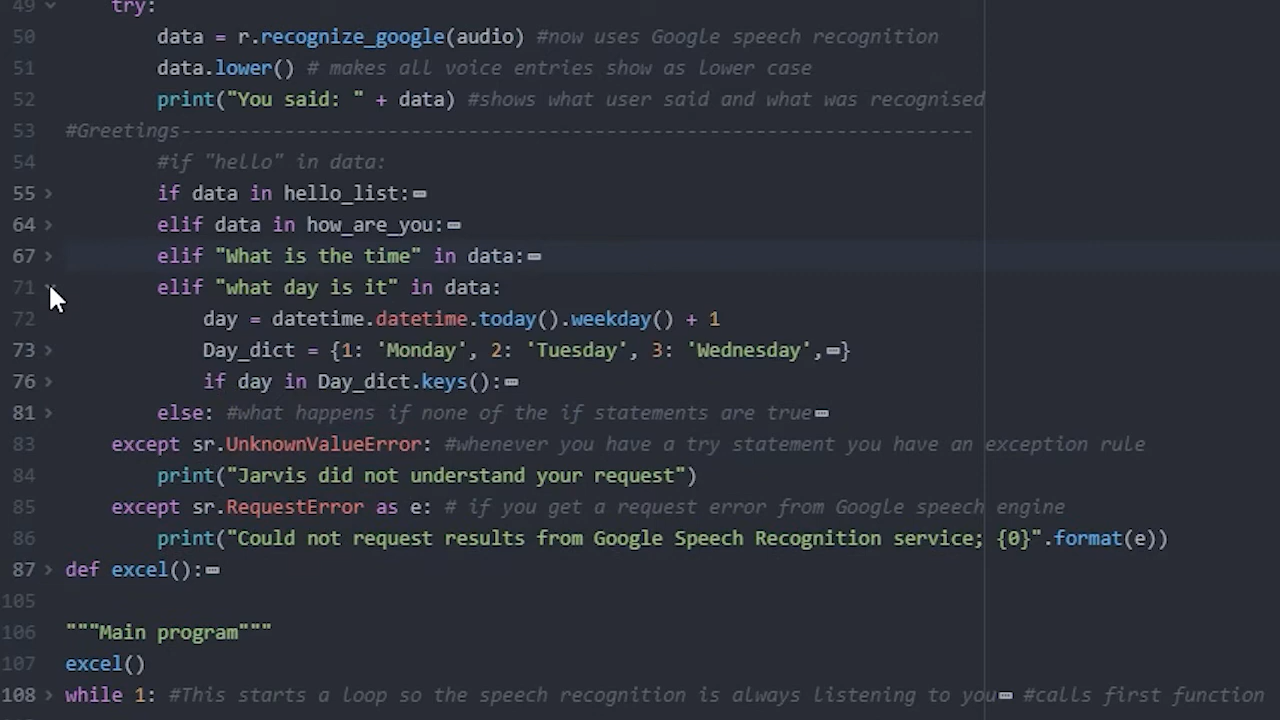 49 try:
50 data = r.recognize_google(audio) #now uses Google speech recognition
51 data.lower() # makes all voice entries show as lower case
52 print("You said: " + data) #shows what user said and what was recognised
53 #Greetings---------------------------------------------------------------------
54 #if "hello" in data:
55 if data in hello_list:
64 elif data in how_are_you:
67 elif "What is the time" in data:
71 elif "what day is it" in data:
72 day = datetime.datetime.today().weekday() + 1
73 Day_dict = {1: 'Monday', 2: 'Tuesday', 3: 'Wednesday',}
76 if day in Day_dict.keys():
81 else: #what happens if none of the if statements are true
83 except sr.UnknownValueError: #whenever you have a try statement you have an exception rule
84 print("Jarvis did not understand your request")
85 except sr.RequestError as e: # if you get a request error from Google speech engine
86 print("Could not request results from Google Speech Recognition service; {0}".format(e))
87 def excel():
105
106 """Main program"""
107 excel()
108 while 1: #This starts a loop so the speech recognition is always listening to you #calls first function